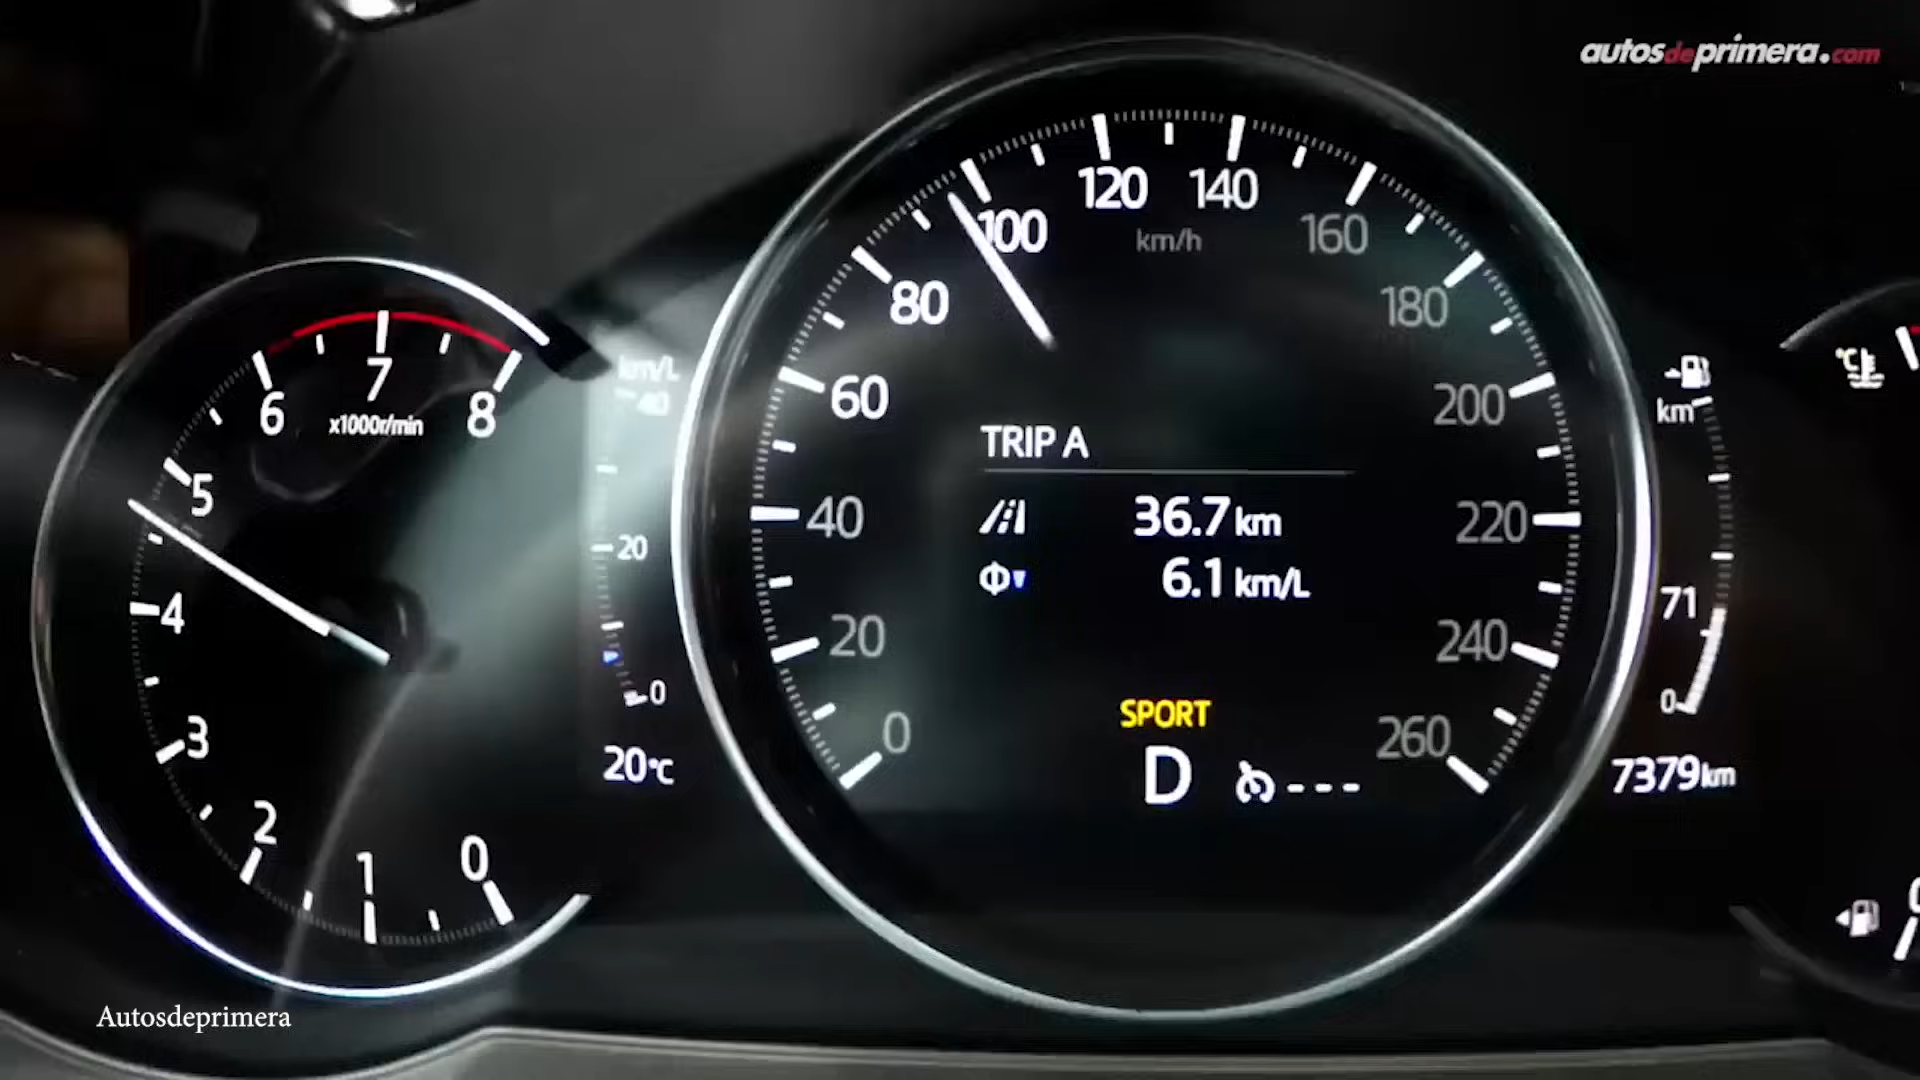 autosdeprimera.com
6
7
8
x1000r/min
5
4
3
2
1
0
km/L
40
20
0
20°C
0
20
40
60
80
100
120
140
160
180
200
220
240
260
km/h
TRIP A
36.7 km
6.1 km/L
SPORT
D
---
km
71
0
7379km
°C
Autosdeprimera